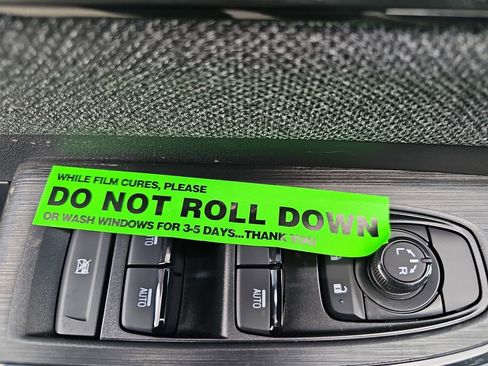 WHILE FILM CURES, PLEASE
DO NOT ROLL DOWN
OR WASH WINDOWS FOR 3-5 DAYS...THANK YOU!
AUTO
AUTO
L R